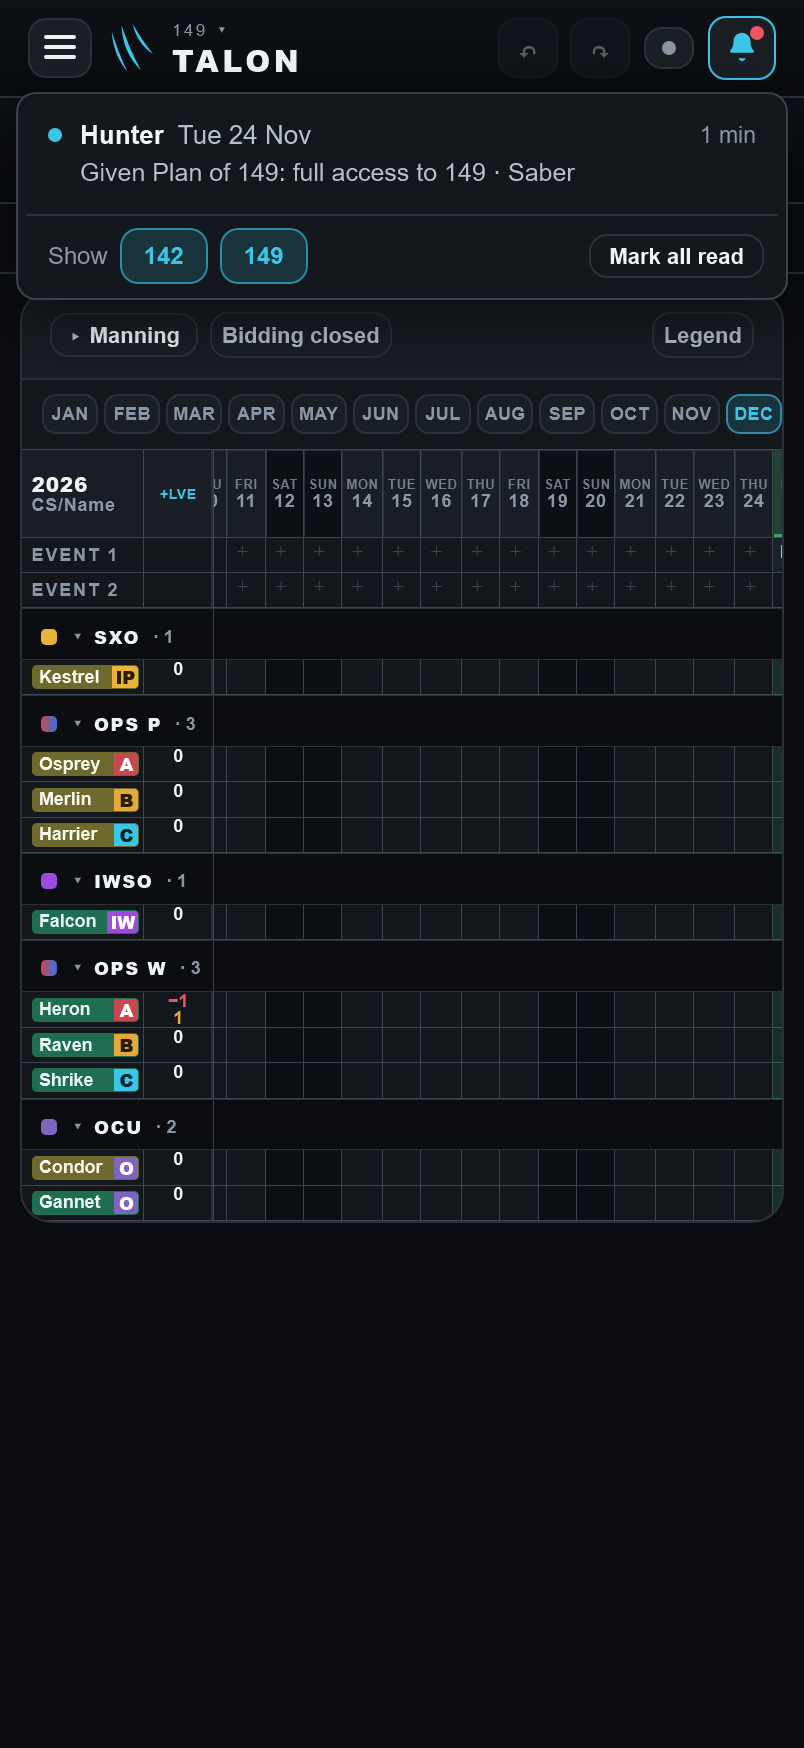 149 ▾
TALON
Hunter Tue 24 Nov 1 min
Given Plan of 149: full access to 149 · Saber
Show 142 149 Mark all read
▸ Manning Bidding closed Legend
JAN FEB MAR APR MAY JUN JUL AUG SEP OCT NOV DEC
2026
CS/Name
+LVE
FRI 11
SAT 12
SUN 13
MON 14
TUE 15
WED 16
THU 17
FRI 18
SAT 19
SUN 20
MON 21
TUE 22
WED 23
THU 24
EVENT 1 + + + + + + + + + + + + + +
EVENT 2 + + + + + + + + + + + + + +
▾ SXO · 1
Kestrel IP 0
▾ OPS P · 3
Osprey A 0
Merlin B 0
Harrier C 0
▾ IWSO · 1
Falcon IW 0
▾ OPS W · 3
Heron A −1
1
Raven B 0
Shrike C 0
▾ OCU · 2
Condor O 0
Gannet O 0